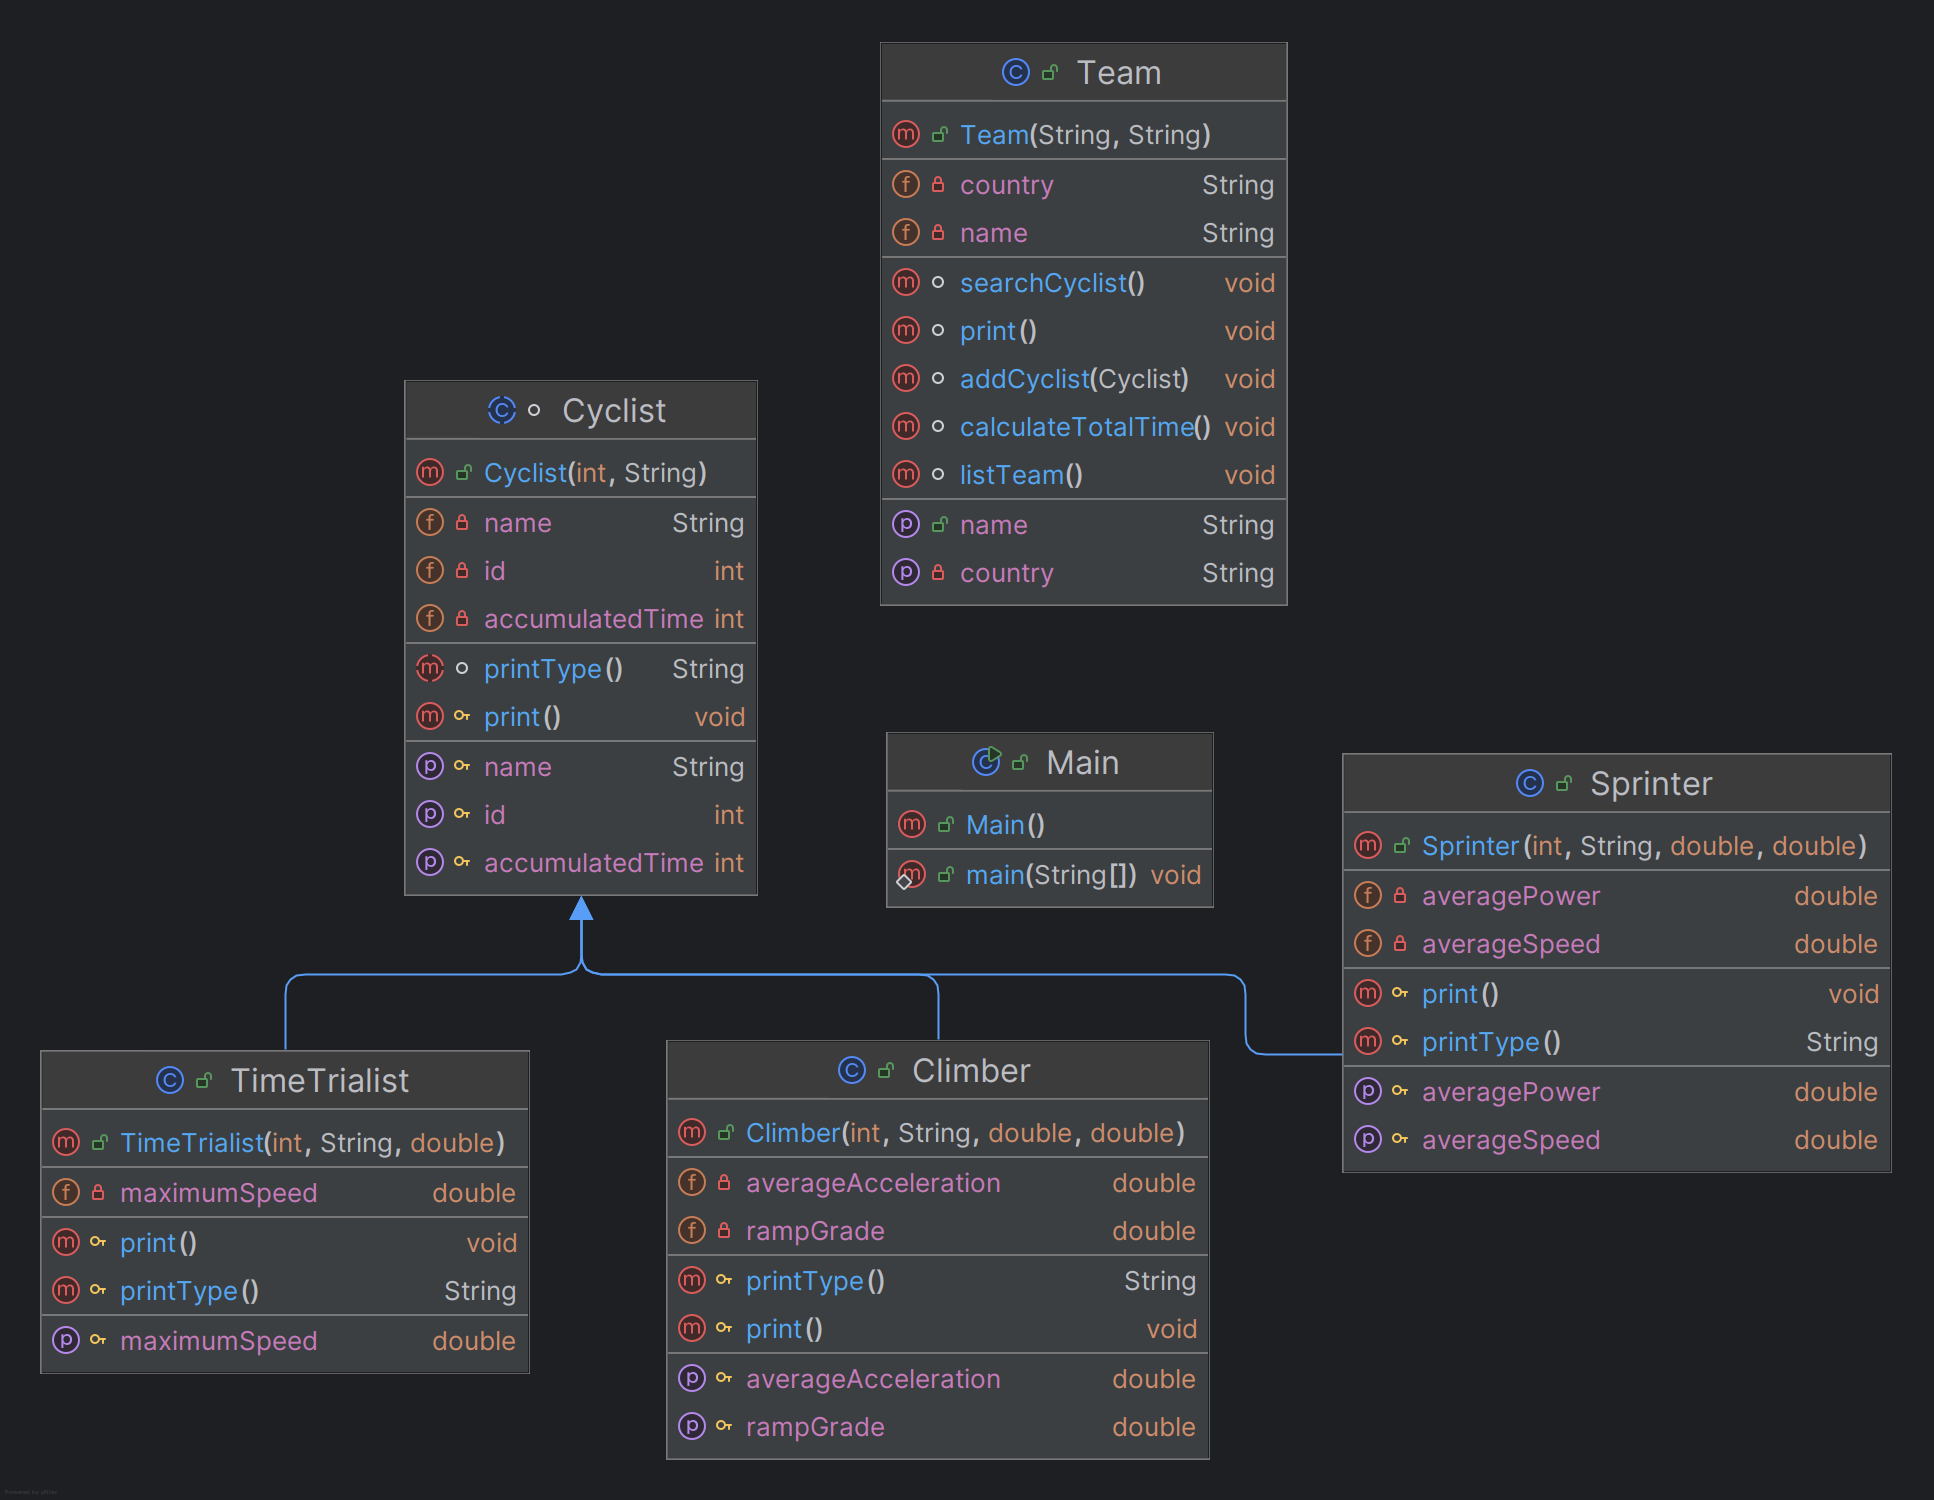 Team
Team(String, String)
country String
name String
searchCyclist() void
print() void
addCyclist(Cyclist) void
calculateTotalTime() void
listTeam() void
name String
country String
Cyclist
Cyclist(int, String)
name String
id int
accumulatedTime int
printType() String
print() void
name String
id int
accumulatedTime int
Main
Main()
main(String[]) void
Sprinter
Sprinter(int, String, double, double)
averagePower double
averageSpeed double
print() void
printType() String
averagePower double
averageSpeed double
TimeTrialist
TimeTrialist(int, String, double)
maximumSpeed double
print() void
printType() String
maximumSpeed double
Climber
Climber(int, String, double, double)
averageAcceleration double
rampGrade double
printType() String
print() void
averageAcceleration double
rampGrade double
Powered by yFiles